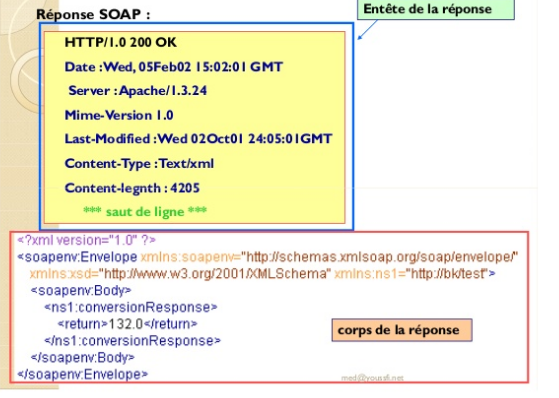 Réponse SOAP :
Entête de la réponse
HTTP/1.0 200 OK
Date :Wed, 05Feb02 15:02:01 GMT
Server : Apache/1.3.24
Mime-Version 1.0
Last-Modified :Wed 02Oct01 24:05:01GMT
Content-Type :Text/xml
Content-legnth : 4205
*** saut de ligne ***
<?xml version="1.0" ?>
<soapenv:Envelope xmlns:soapenv="http://schemas.xmlsoap.org/soap/envelope/"
xmlns:xsd="http://www.w3.org/2001/XMLSchema" xmlns:ns1="http://bk/test">
<soapenv:Body>
<ns1:conversionResponse>
<return>132.0</return>
corps de la réponse
</ns1:conversionResponse>
</soapenv:Body>
</soapenv:Envelope>
med@youssfi.net